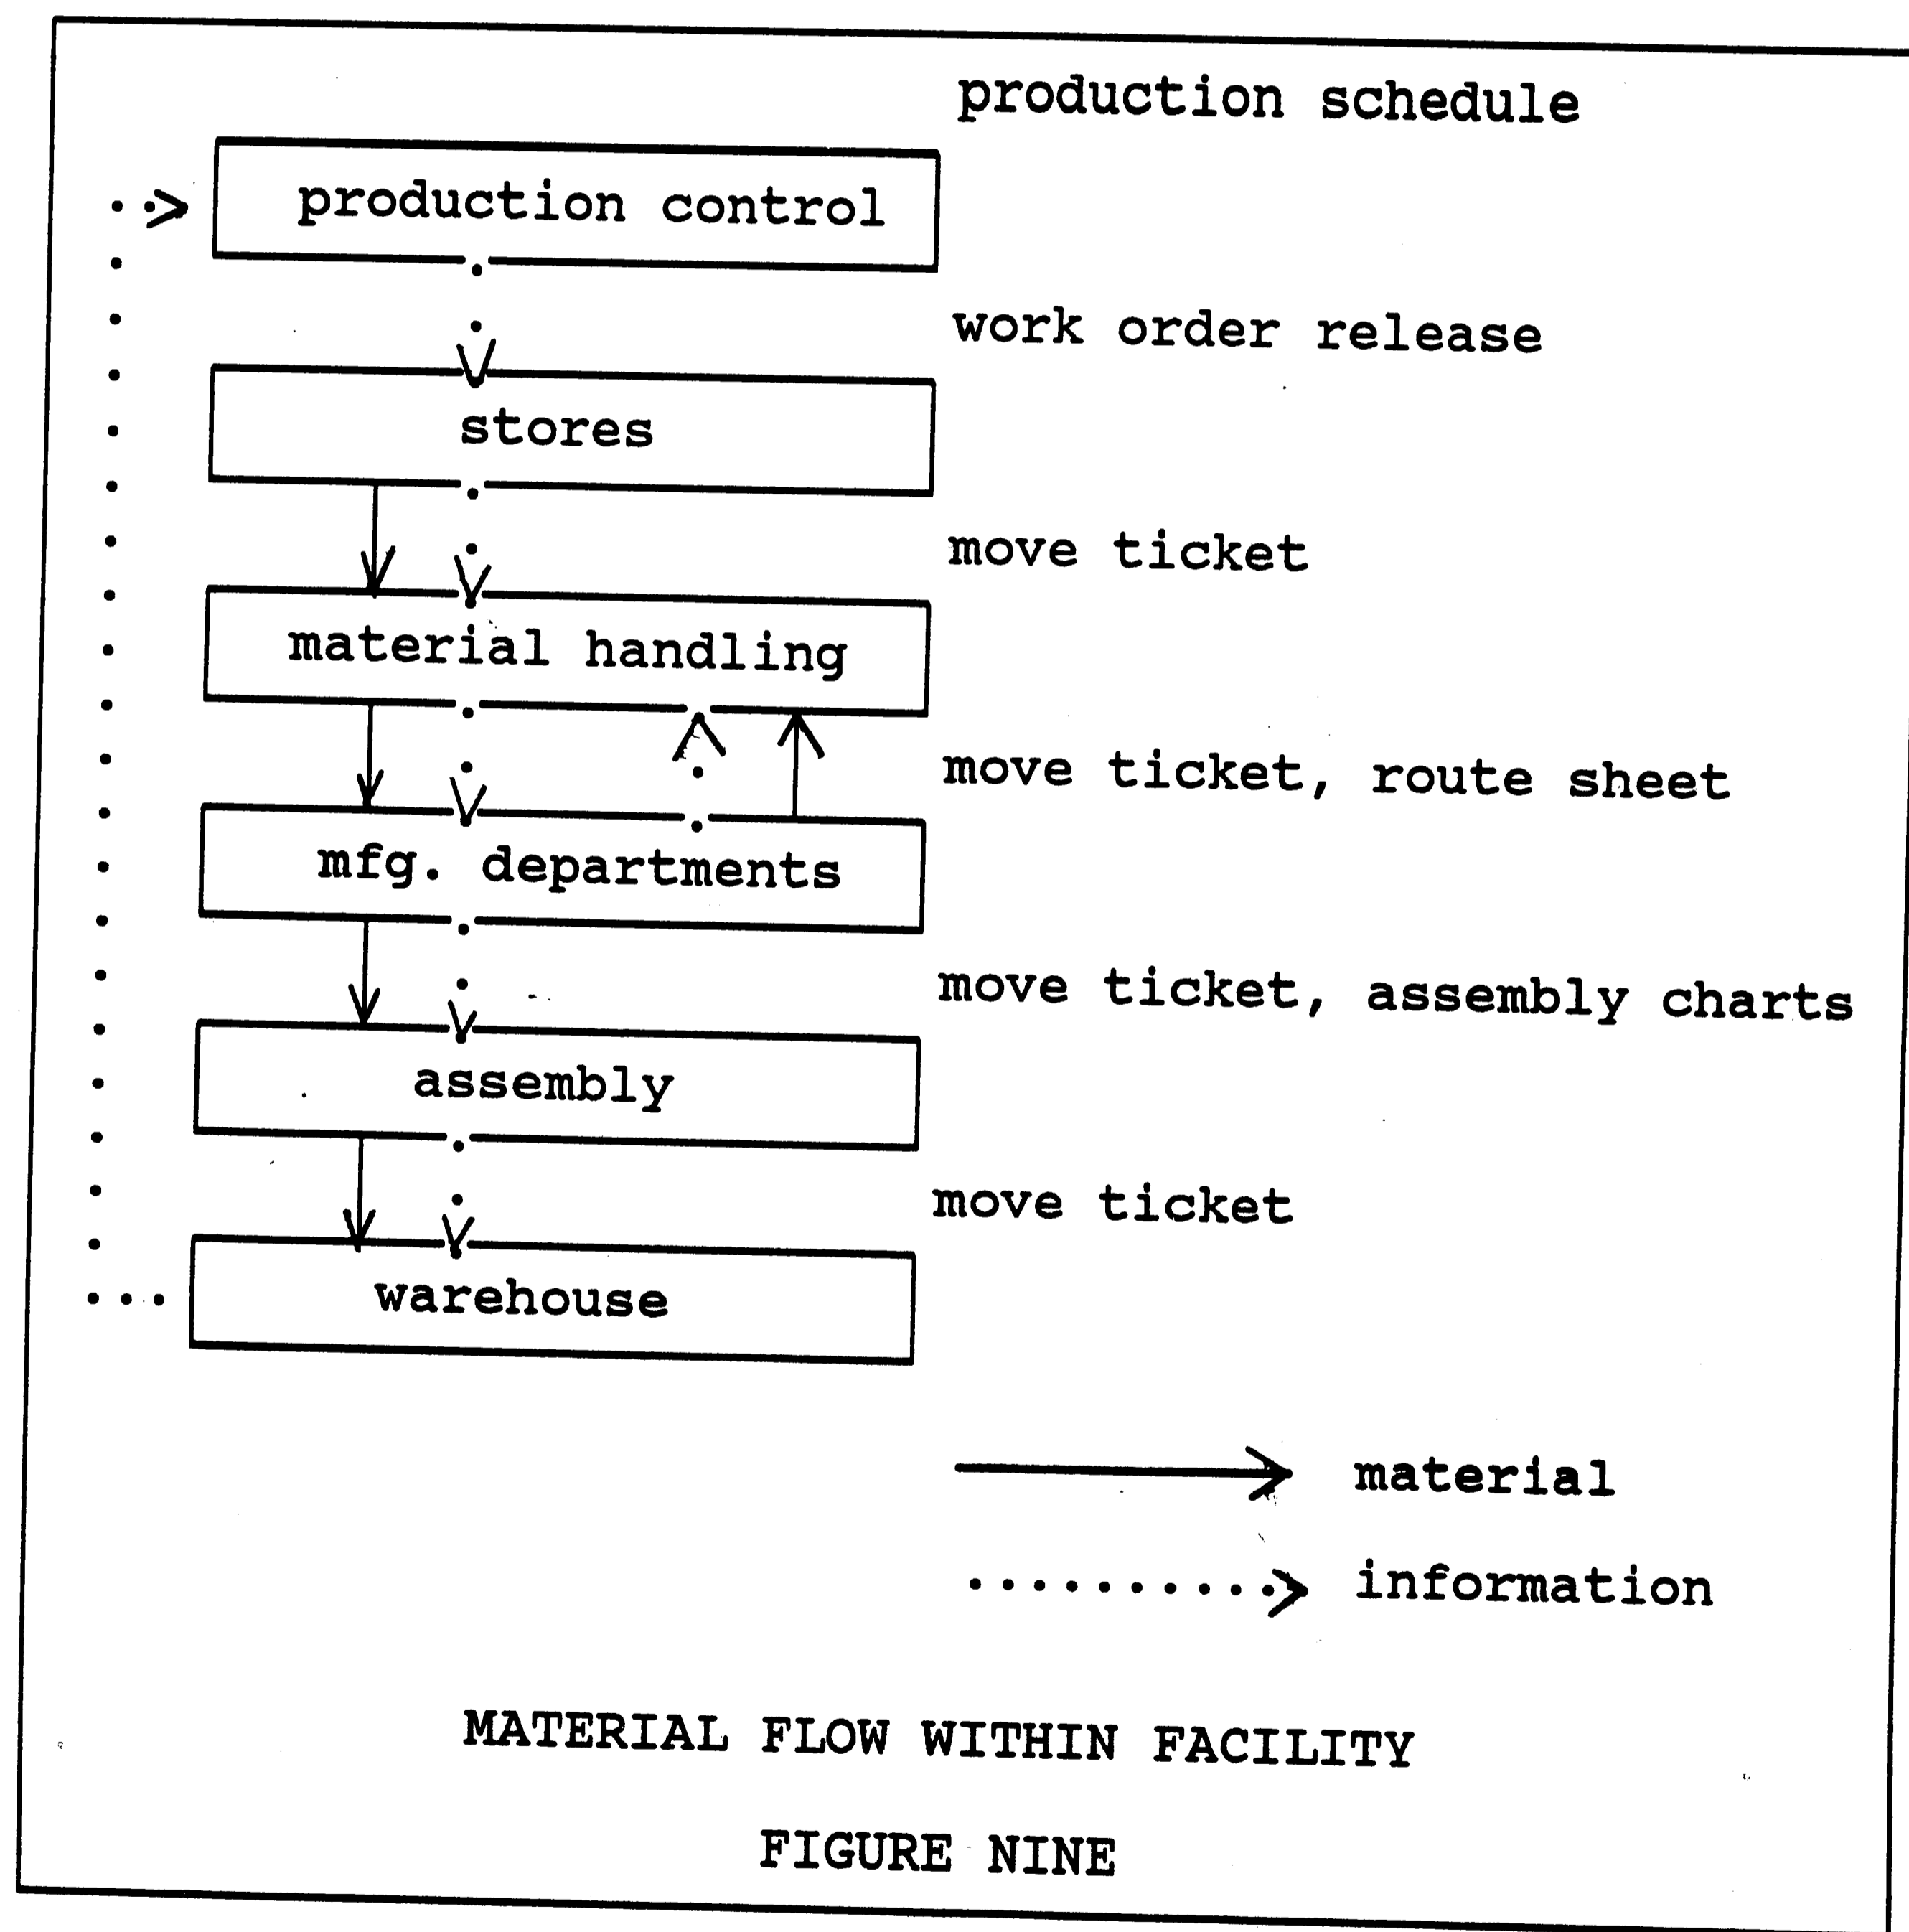 production schedule
production control
work order release
stores
move ticket
material handling
move ticket, route sheet
mfg. departments
move ticket, assembly charts
assembly
move ticket
warehouse
material
information
MATERIAL FLOW WITHIN FACILITY
FIGURE NINE